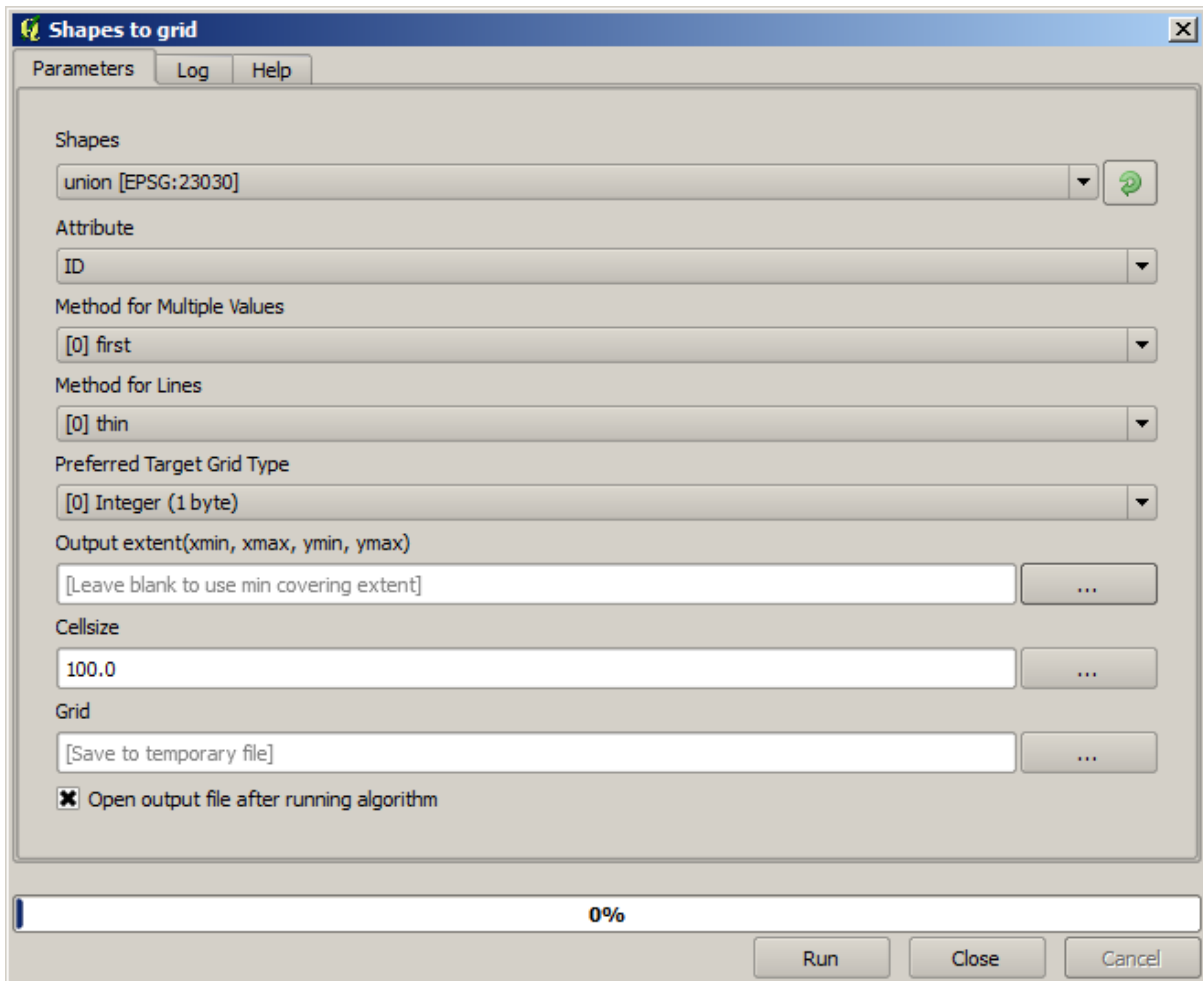 Shapes to grid
Parameters Log Help
Shapes
union [EPSG:23030]
Attribute
ID
Method for Multiple Values
[0] first
Method for Lines
[0] thin
Preferred Target Grid Type
[0] Integer (1 byte)
Output extent(xmin, xmax, ymin, ymax)
[Leave blank to use min covering extent] ...
Cellsize
100.0 ...
Grid
[Save to temporary file] ...
Open output file after running algorithm
0%
Run Close Cancel